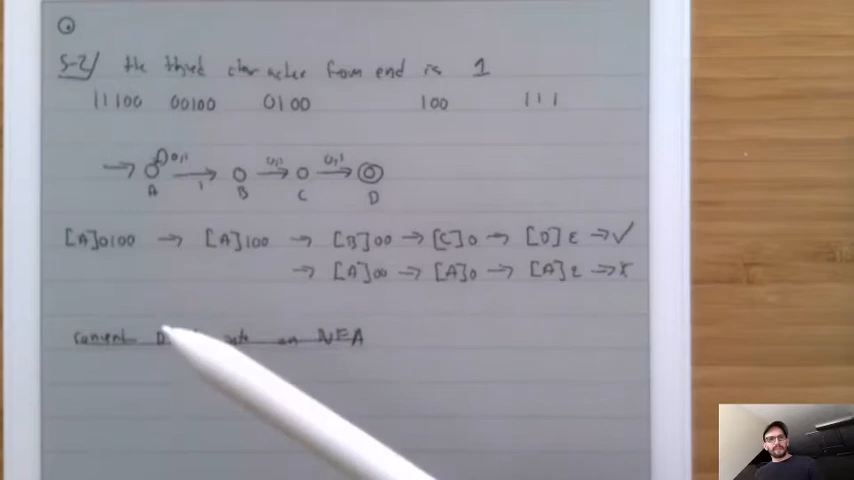 S-2/ the third character from end is 1
11100 00100 0100 100 111
→ A 0,1 1 B 0,1 C 0,1 D
[A]0100 → [A]100 → [B]00 → [C]0 → [D]ε → ✓
→ [A]00 → [A]0 → [A]ε → x
convert D an NFA